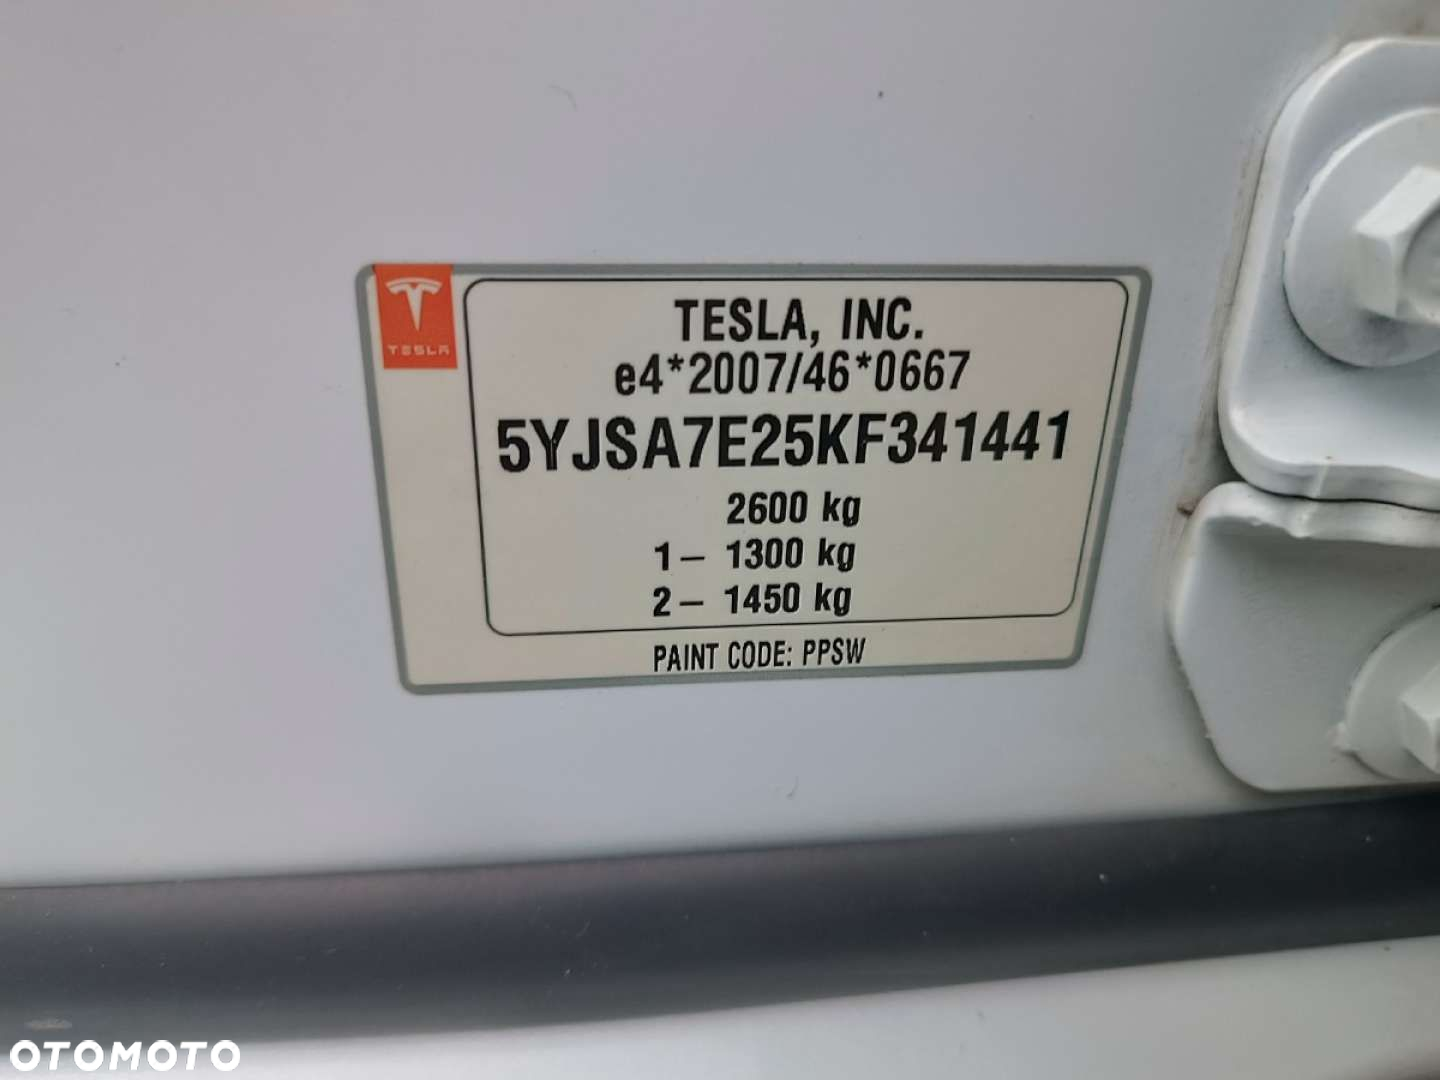 TESLA
TESLA, INC.
e4*2007/46*0667
5YJSA7E25KF341441
2600 kg
1– 1300 kg
2– 1450 kg
PAINT CODE: PPSW
OTOMOTO